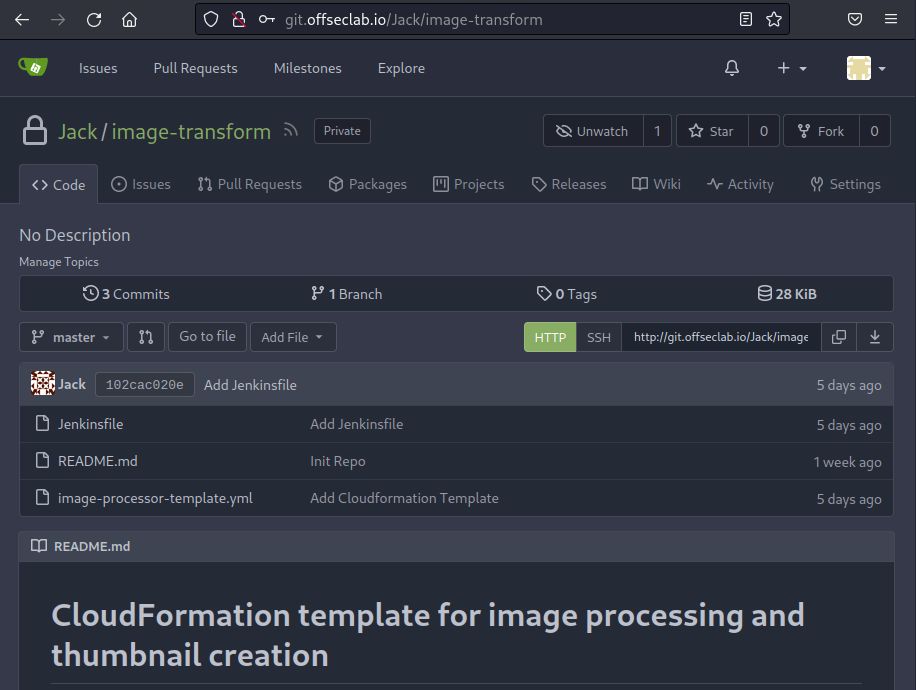 git.offseclab.io/Jack/image-transform
Issues Pull Requests Milestones Explore
Jack/image-transform Private Unwatch 1 Star 0 Fork 0
Code Issues Pull Requests Packages Projects Releases Wiki Activity Settings
No Description
Manage Topics
3 Commits 1 Branch 0 Tags 28 KiB
master Go to file Add File HTTP SSH http://git.offseclab.io/Jack/image
Jack 102cac020e Add Jenkinsfile 5 days ago
Jenkinsfile Add Jenkinsfile 5 days ago
README.md Init Repo 1 week ago
image-processor-template.yml Add Cloudformation Template 5 days ago
README.md
CloudFormation template for image processing and
thumbnail creation